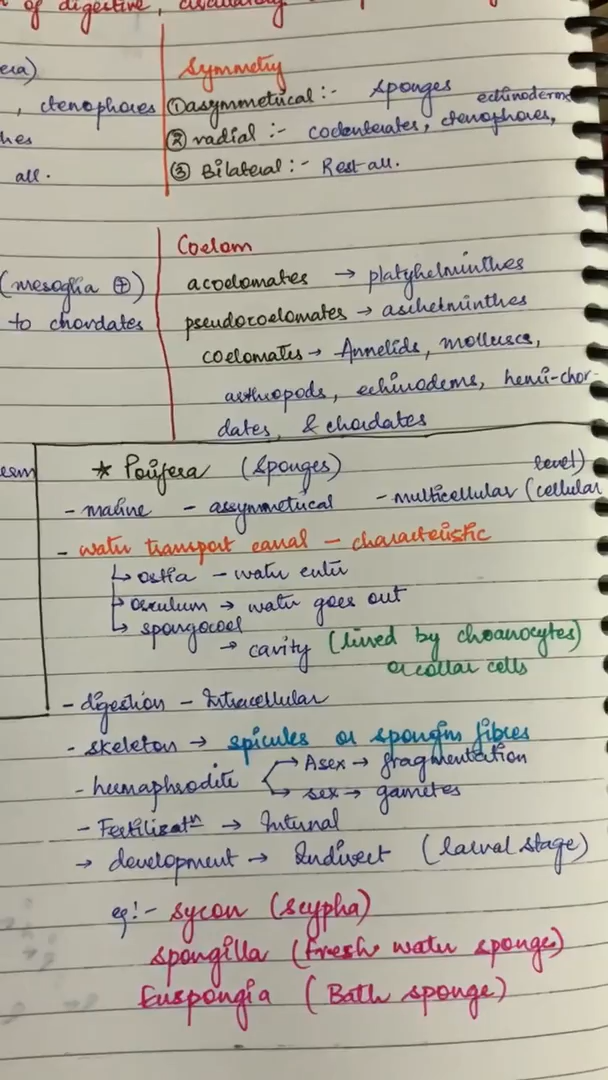 of digestive, circulatory
era)
, ctenophores
hes
all.
Symmetry
① asymmetrical :- Sponges
② radial :- coelenterates, ctenophores, echinoderms
③ Bilateral :- Rest all.
(mesoglia ⊕)
to chordates
Coelom
acoelomates → platyhelminthes
pseudocoelomates → aschelminthes
coelomates → Annelids, molluscs,
arthropods, echinoderms, hemi-chor-
dates, & chordates
* Porifera (Sponges)
- marine - assymetrical - multicellular (cellular level)
- water transport canal - characteristic
↳ ostia - water enter
↳ osculum → water goes out
↳ spongocoel
→ cavity (lined by choanocytes)
or collar cells
- digestion - Intracellular
- skeleton → spicules or spongin fibres
- hermaphrodite → Asex → fragmentation
→ sex → gametes
- Fertilisatⁿ → Internal
→ development → Indirect (larval stage)
eg:- sycon (scypha)
spongilla (fresh water sponge)
Euspongia (Bath sponge)